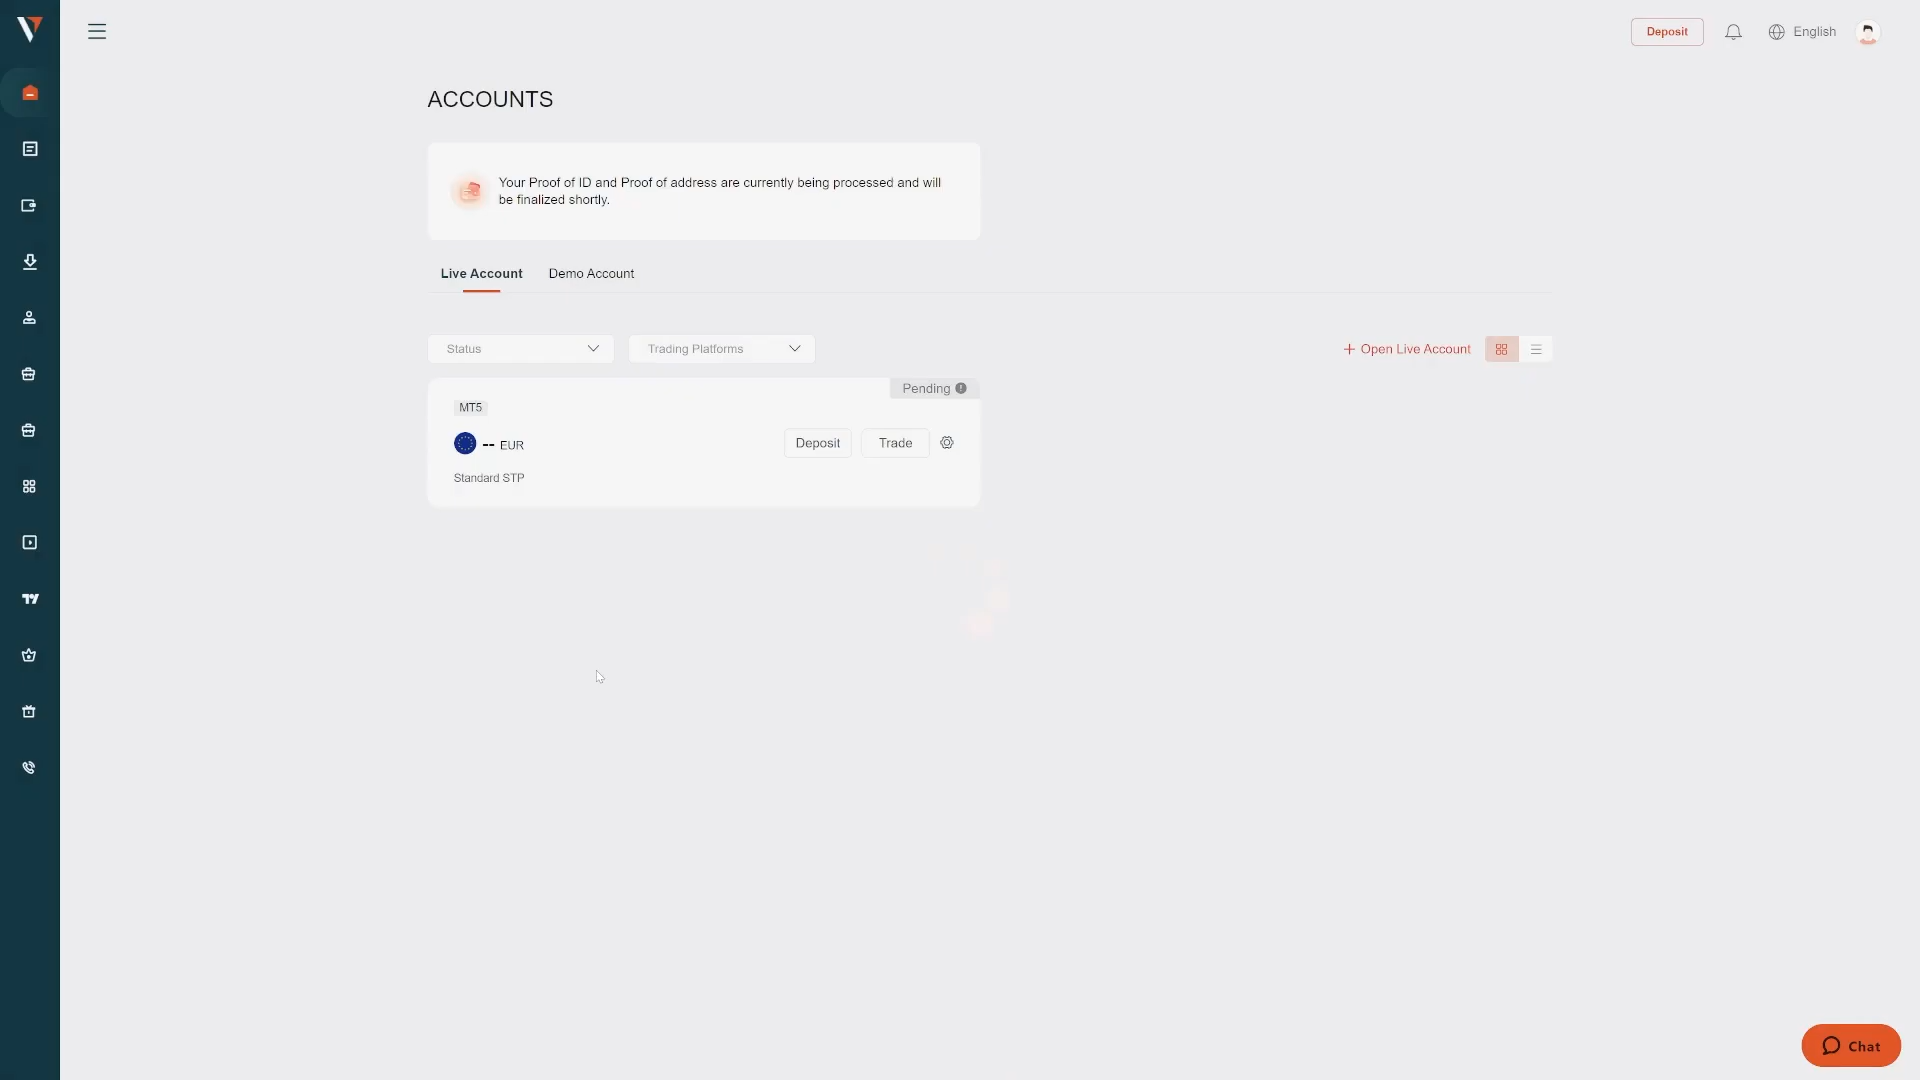 Deposit
English
ACCOUNTS
Your Proof of ID and Proof of address are currently being processed and will
be finalized shortly.
Live Account
Demo Account
Status
Trading Platforms
+ Open Live Account
Pending
MT5
-- EUR
Deposit
Trade
Standard STP
Chat